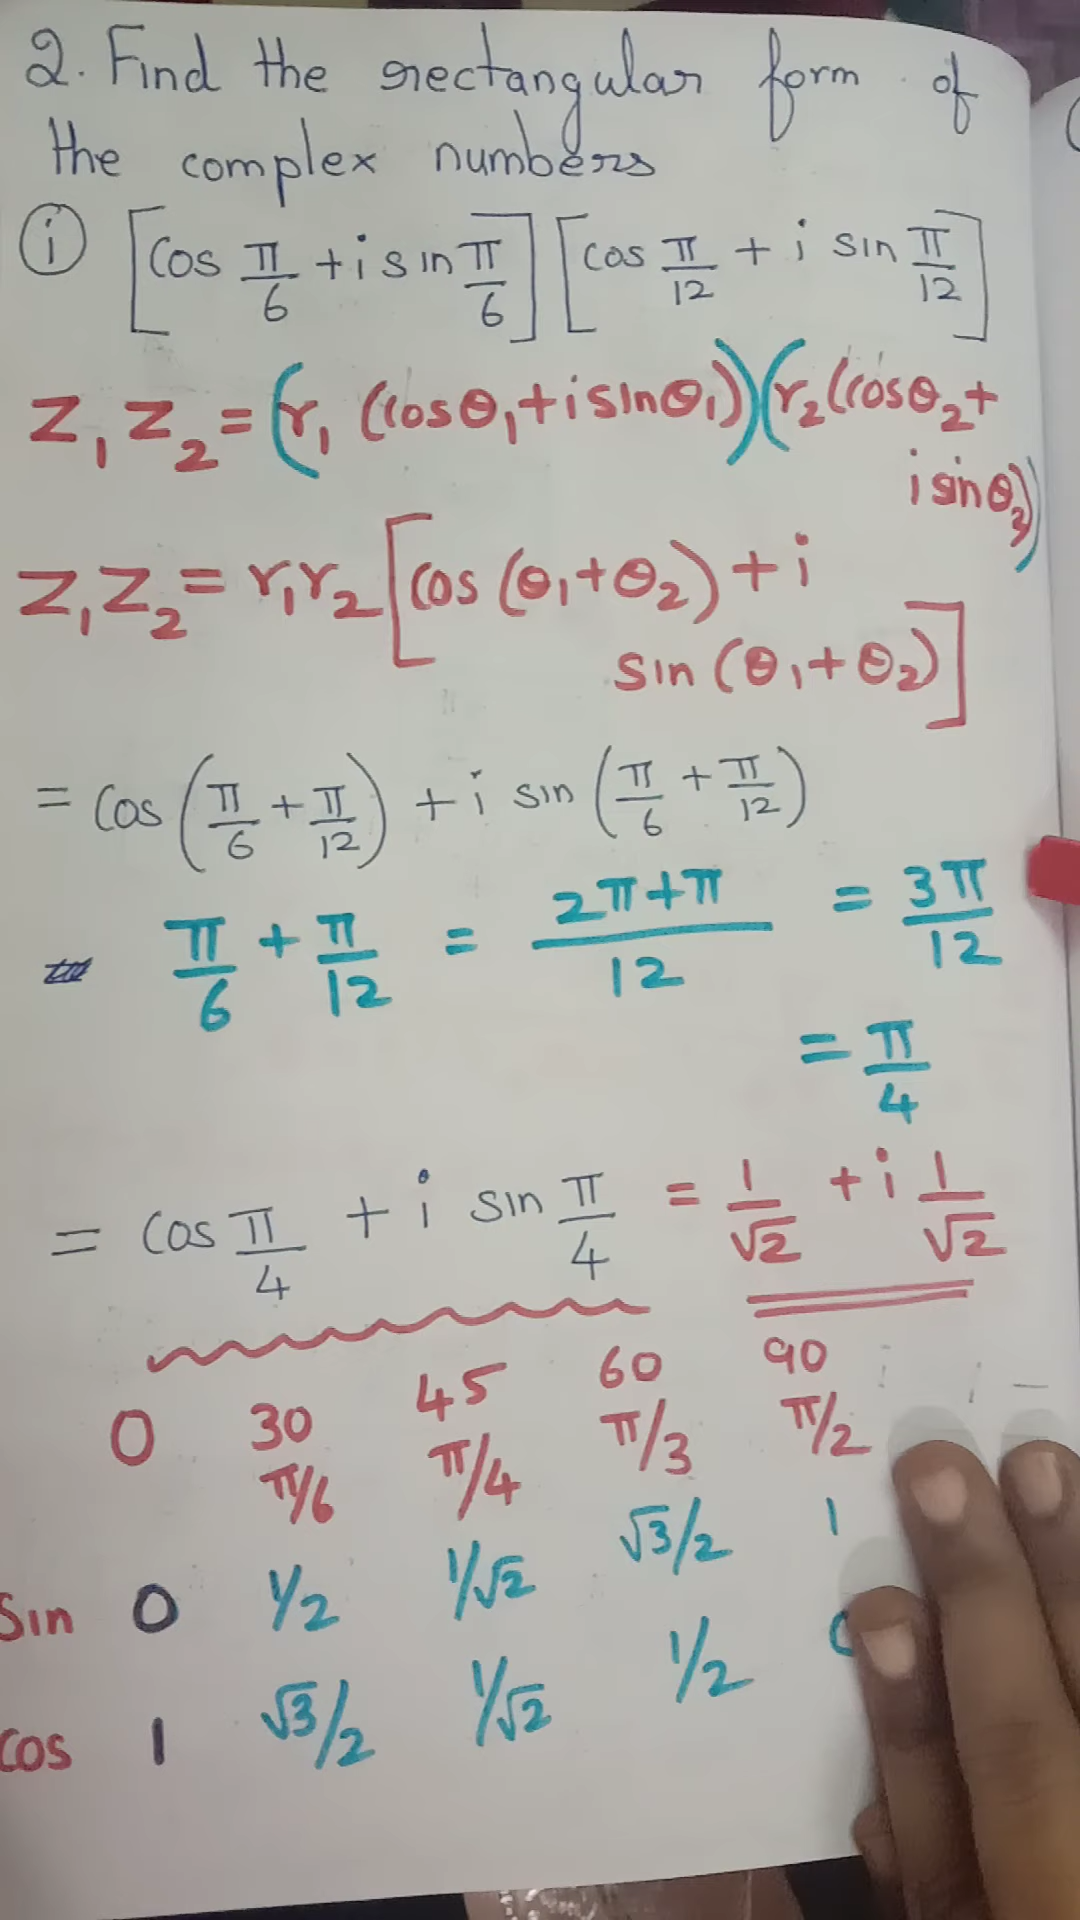 2. Find the rectangular form of
the complex numbers
(i) [cos π/6 + i sin π/6] [cos π/12 + i sin π/12]
Z₁Z₂ = (r₁ (cosθ₁ + i sinθ₁)) (r₂ (cosθ₂ +
i sinθ₂))
Z₁Z₂ = r₁r₂ [cos (θ₁+θ₂) + i
sin (θ₁+θ₂)]
= cos (π/6 + π/12) + i sin (π/6 + π/12)
π/6 + π/12 = 2π+π/12 = 3π/12
= π/4
= cos π/4 + i sin π/4 = 1/√2 + i 1/√2
0 30 45 60 90
π/6 π/4 π/3 π/2
Sin 0 1/2 1/√2 √3/2 1
cos 1 √3/2 1/√2 1/2